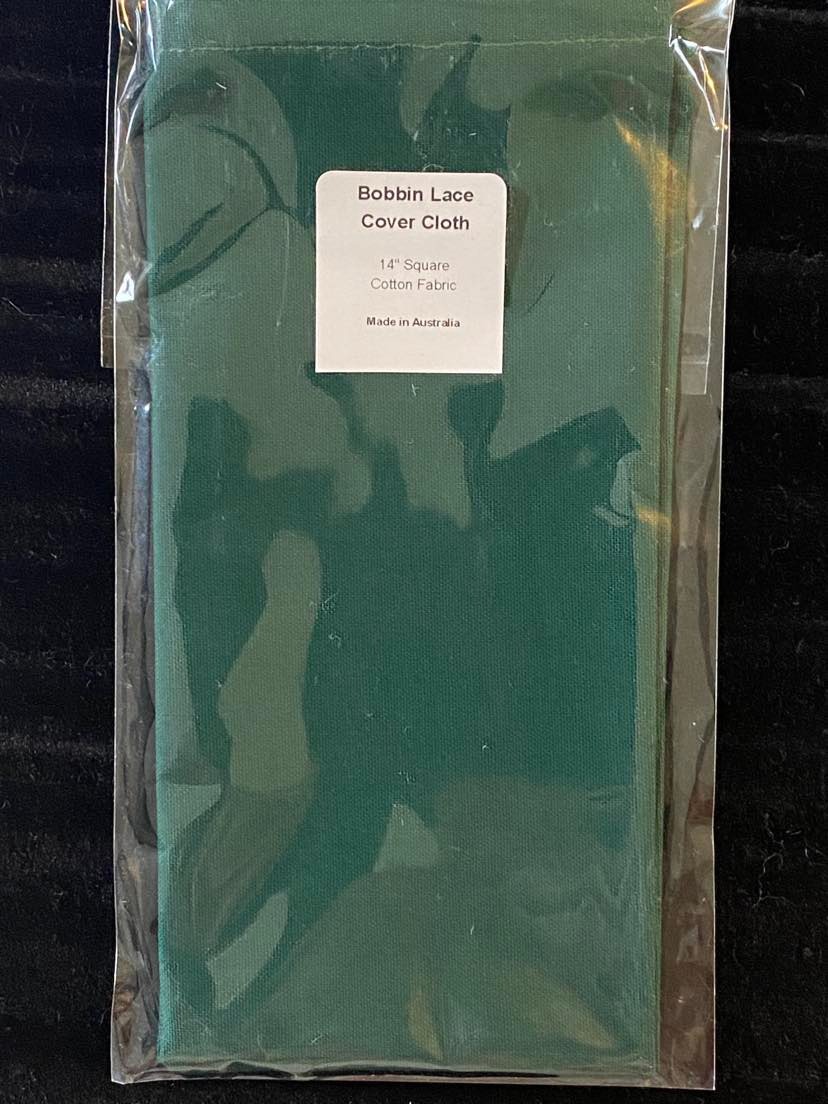 Bobbin Lace
Cover Cloth
14" Square
Cotton Fabric
Made in Australia